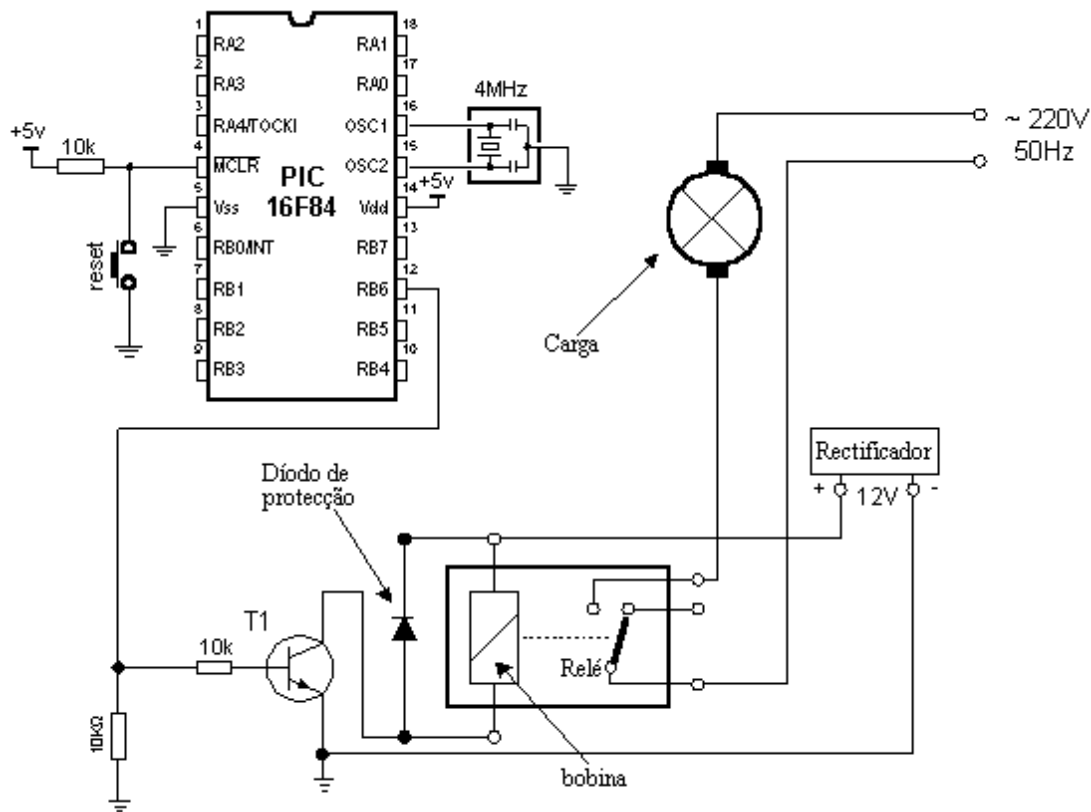 1
RA2
18
RA1
2
RA3
17
RA0
3
RA4/TOCKI
16
OSC1
4
MCLR
15
OSC2
5
Vss
14
Vdd
6
RB0/INT
13
RB7
7
RB1
12
RB6
8
RB2
11
RB5
9
RB3
10
RB4
PIC
16F84
4MHz
+5v
+5v
10k
reset
~ 220V
50Hz
Carga
Rectificador
+ 12V -
Díodo de
protecção
T1
10k
10KΩ
Relé
bobina